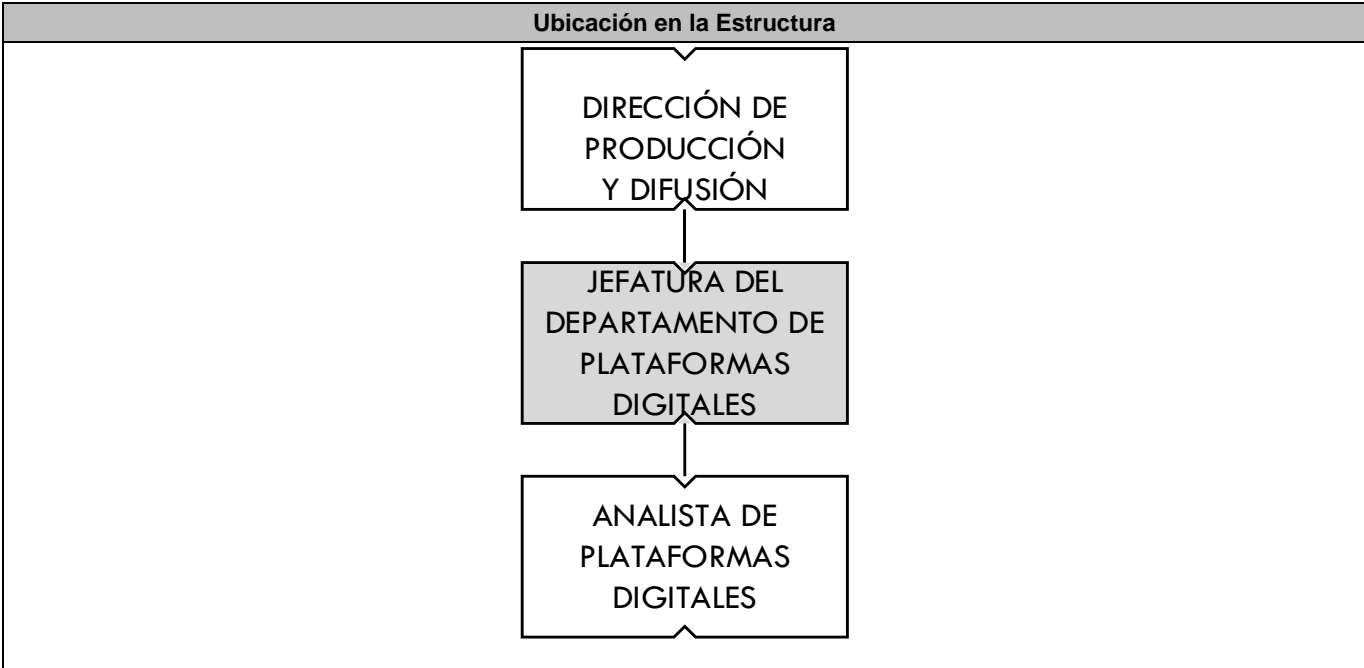 Ubicación en la Estructura
DIRECCIÓN DE
PRODUCCIÓN
Y DIFUSIÓN
JEFATURA DEL
DEPARTAMENTO DE
PLATAFORMAS
DIGITALES
ANALISTA DE
PLATAFORMAS
DIGITALES